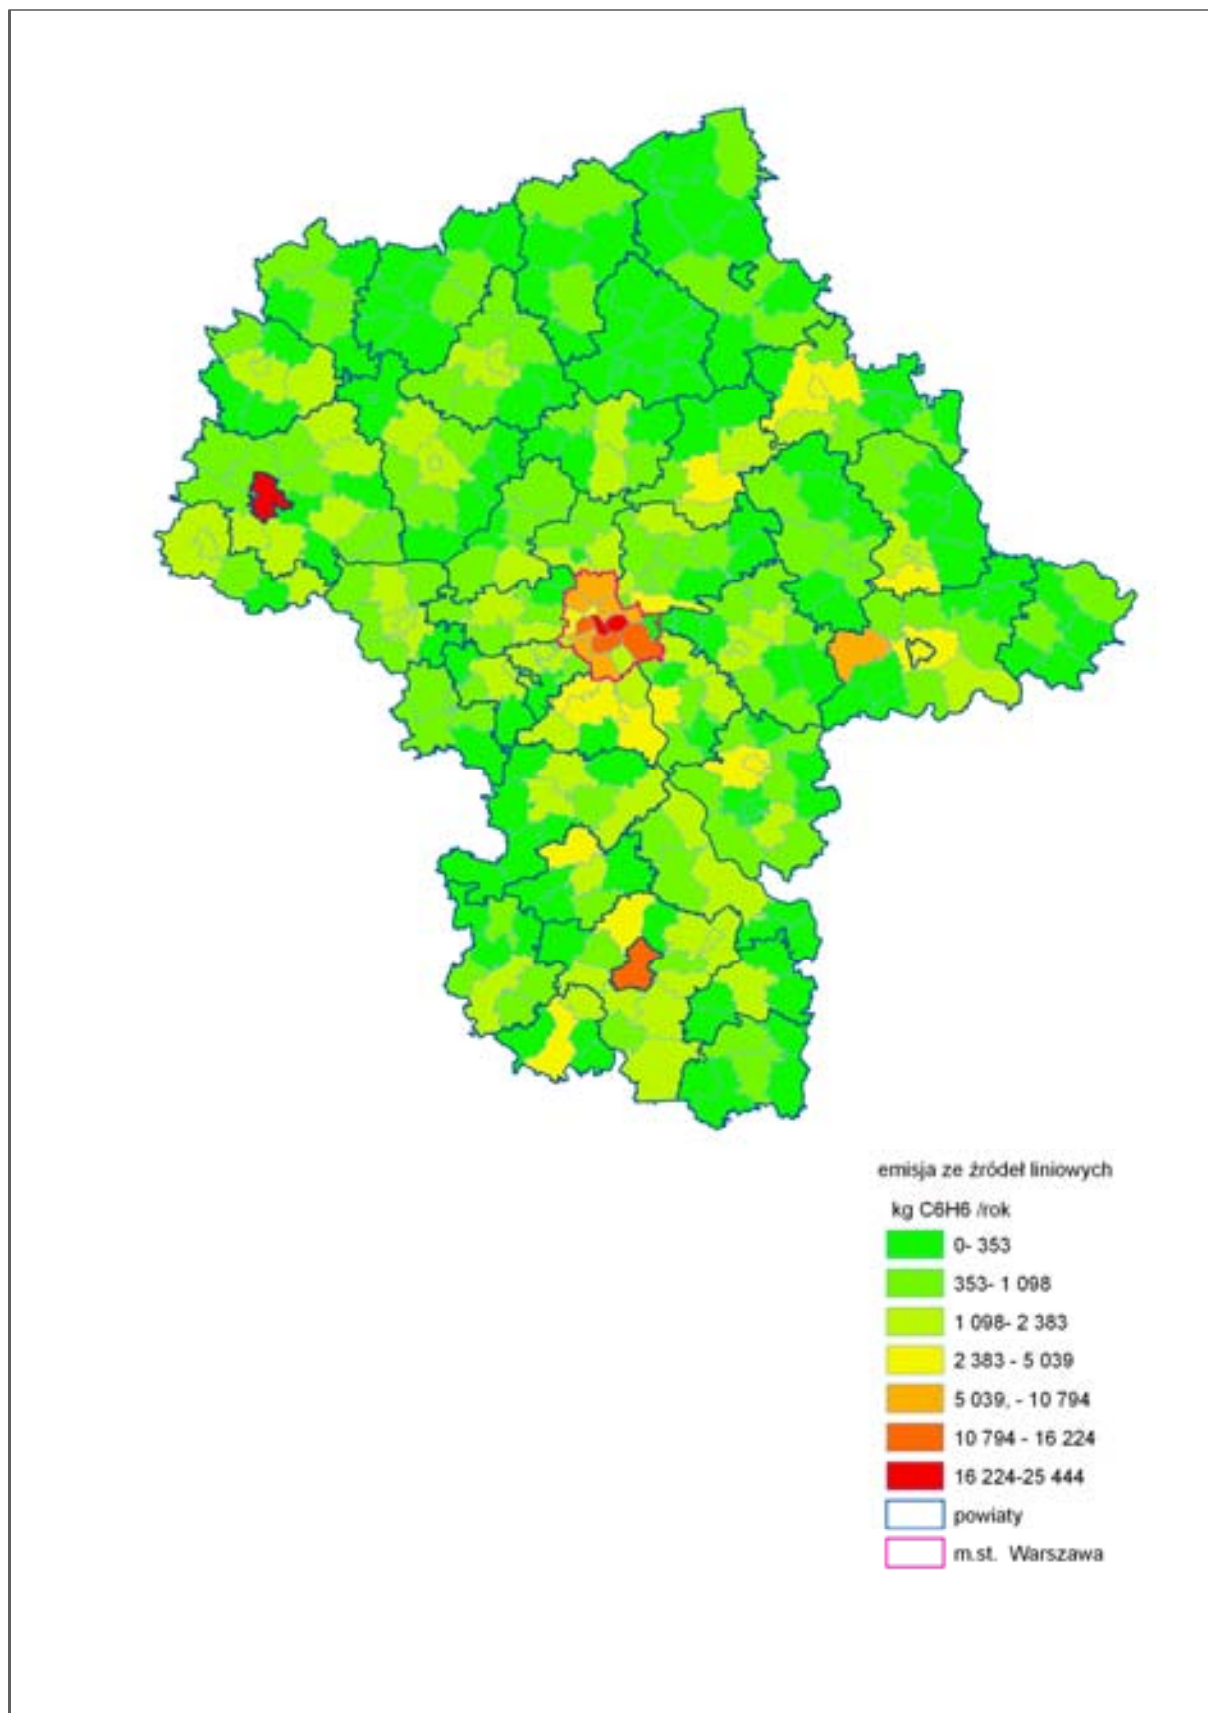 emisja ze źródeł liniowych
kg C6H6 /rok
0- 353
353- 1 098
1 098- 2 383
2 383 - 5 039
5 039, - 10 794
10 794 - 16 224
16 224-25 444
powiaty
m.st. Warszawa